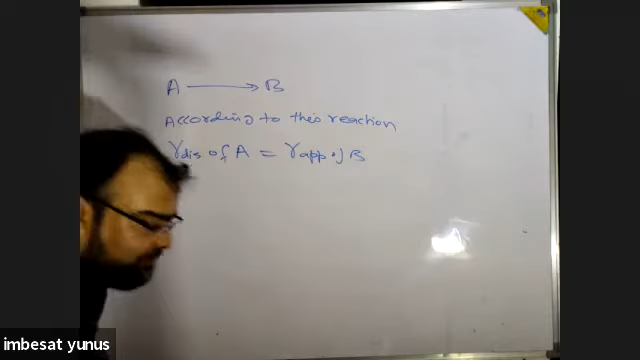 A ⟶ B
According to this reaction
rdis of A = rapp of B
imbesat yunus